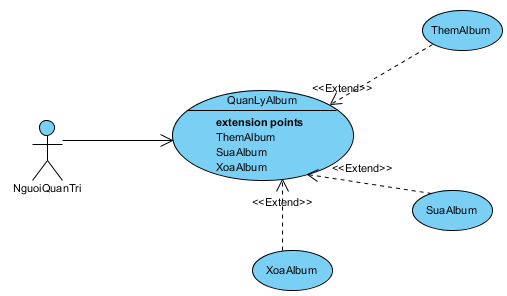 ThemAlbum
<<Extend>>
QuanLyAlbum
extension points
ThemAlbum
SuaAlbum
XoaAlbum
NguoiQuanTri
<<Extend>>
SuaAlbum
<<Extend>>
XoaAlbum